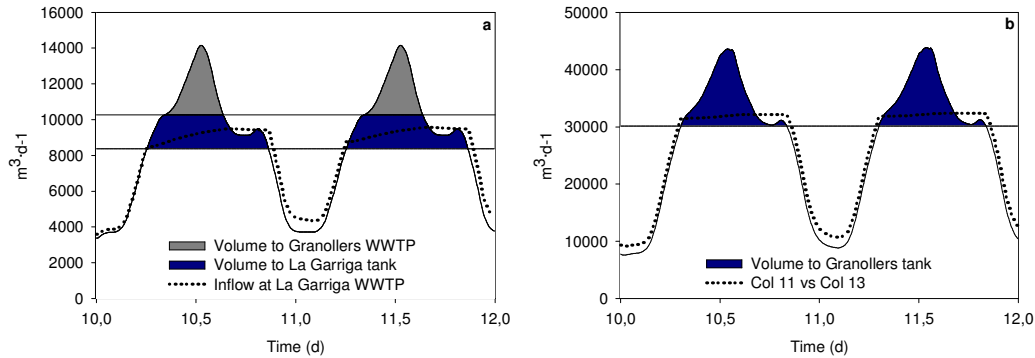 a
16000
14000
12000
10000
8000
6000
4000
2000
0
m3·d-1
Volume to Granollers WWTP
Volume to La Garriga tank
Inflow at La Garriga WWTP
10,0 10,5 11,0 11,5 12,0
Time (d)
b
50000
40000
30000
20000
10000
0
m3·d-1
Volume to Granollers tank
Col 11 vs Col 13
10,0 10,5 11,0 11,5 12,0
Time (d)